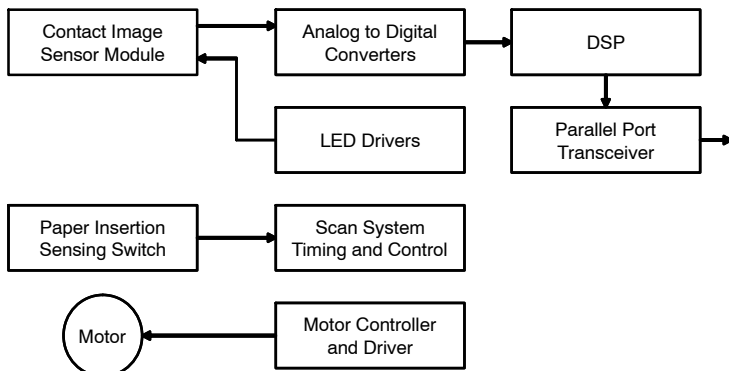 Contact Image
Sensor Module
Analog to Digital
Converters
DSP
LED Drivers
Parallel Port
Transceiver
Paper Insertion
Sensing Switch
Scan System
Timing and Control
Motor
Motor Controller
and Driver